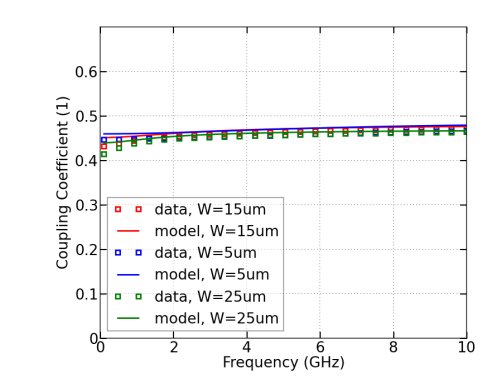 Coupling Coefficient (1)
0.6
0.5
0.4
0.3
0.2
0.1
0
data, W=15um
model, W=15um
data, W=5um
model, W=5um
data, W=25um
model, W=25um
0 2 4 6 8 10
Frequency (GHz)